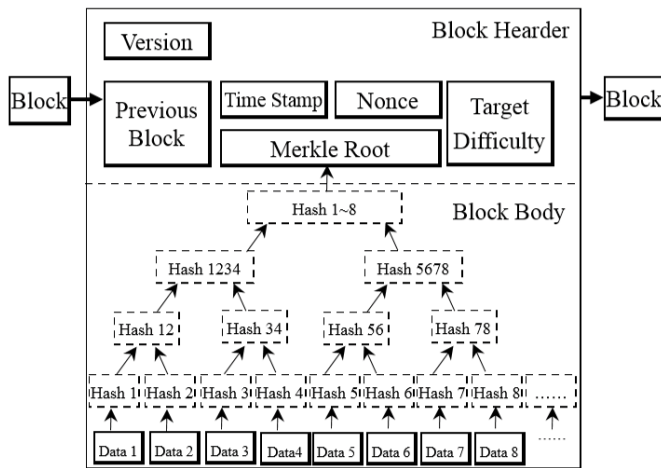 Block Hearder
Version
Block
Previous
Block
Time Stamp
Nonce
Target
Difficulty
Block
Merkle Root
Block Body
Hash 1~8
Hash 1234
Hash 5678
Hash 12
Hash 34
Hash 56
Hash 78
Hash 1
Hash 2
Hash 3
Hash 4
Hash 5
Hash 6
Hash 7
Hash 8
......
Data 1
Data 2
Data 3
Data4
Data 5
Data 6
Data 7
Data 8
......